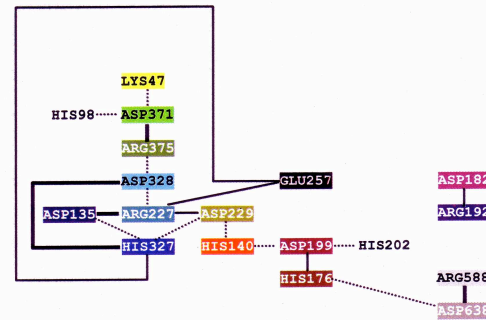 LYS47
HIS98 ASP371
ARG375
ASP328 GLU257 ASP182
ASP135 ARG227 ASP229 ARG192
HIS327 HIS140 ASP199 HIS202
HIS176 ARG588
ASP638